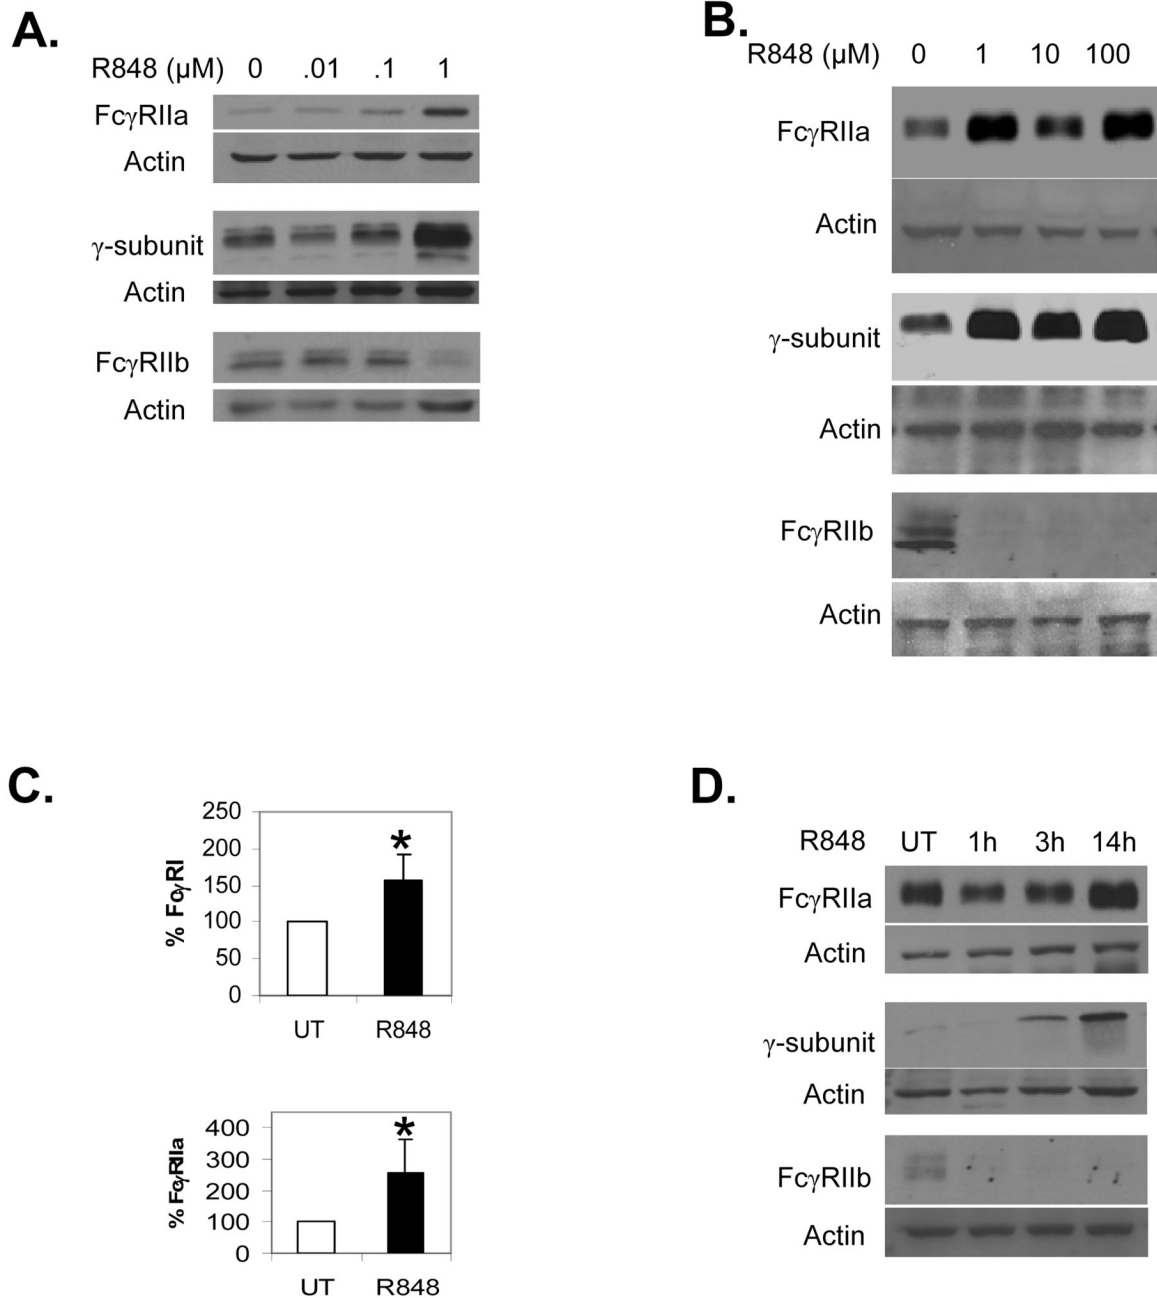 A.
R848 (µM) 0 .01 .1 1
FcγRIIa
Actin
γ-subunit
Actin
FcγRIIb
Actin
B.
R848 (µM) 0 1 10 100
FcγRIIa
Actin
γ-subunit
Actin
FcγRIIb
Actin
C.
% FcγRI
250
200
150
100
50
0
*
UT R848
% FcγRIIa
400
300
200
100
0
*
UT R848
D.
R848 UT 1h 3h 14h
FcγRIIa
Actin
γ-subunit
Actin
FcγRIIb
Actin